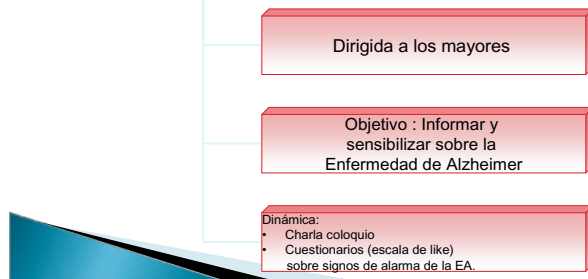 Dirigida a los mayores
Objetivo : Informar y
sensibilizar sobre la
Enfermedad de Alzheimer
Dinámica:
• Charla coloquio
• Cuestionarios (escala de like)
sobre signos de alarma de la EA.